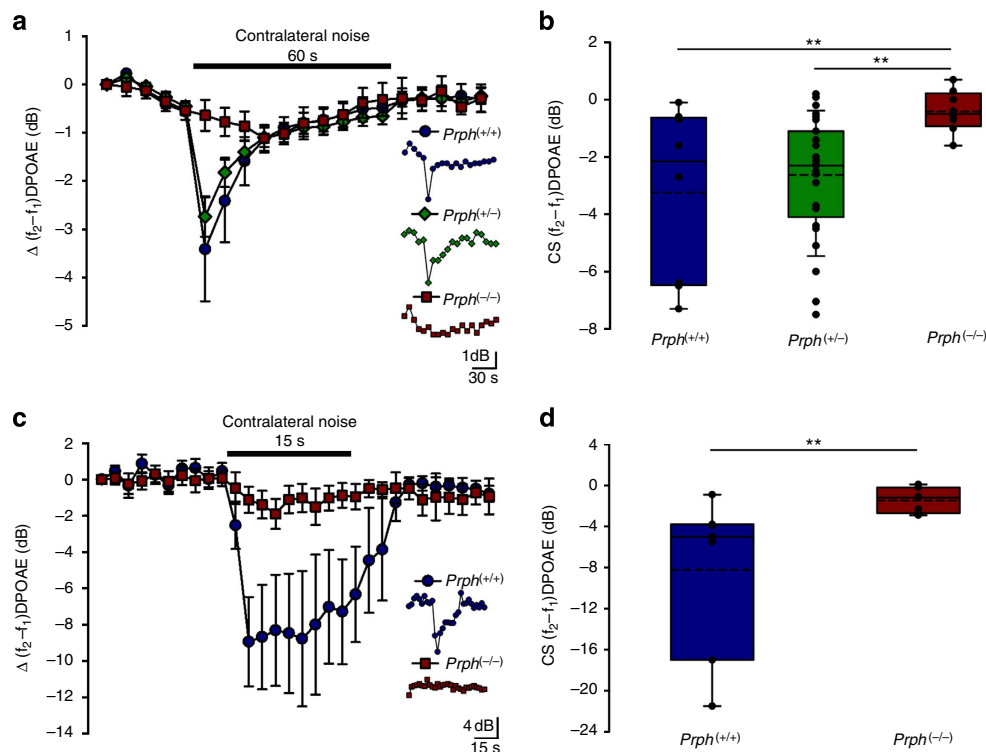 a
Contralateral noise
60 s
1
0
–1
–2
–3
–4
–5
Δ (f₂–f₁)DPOAE (dB)
Prph(+/+)
Prph(+/–)
Prph(–/–)
1dB
30 s
b
**
**
2
0
–2
–4
–6
–8
CS (f₂–f₁)DPOAE (dB)
Prph(+/+)
Prph(+/–)
Prph(–/–)
c
Contralateral noise
15 s
2
0
–2
–4
–6
–8
–10
–12
–14
Δ (f₂–f₁)DPOAE (dB)
Prph(+/+)
Prph(–/–)
4 dB
15 s
d
**
4
0
–4
–8
–12
–16
–20
–24
CS (f₂–f₁)DPOAE (dB)
Prph(+/+)
Prph(–/–)